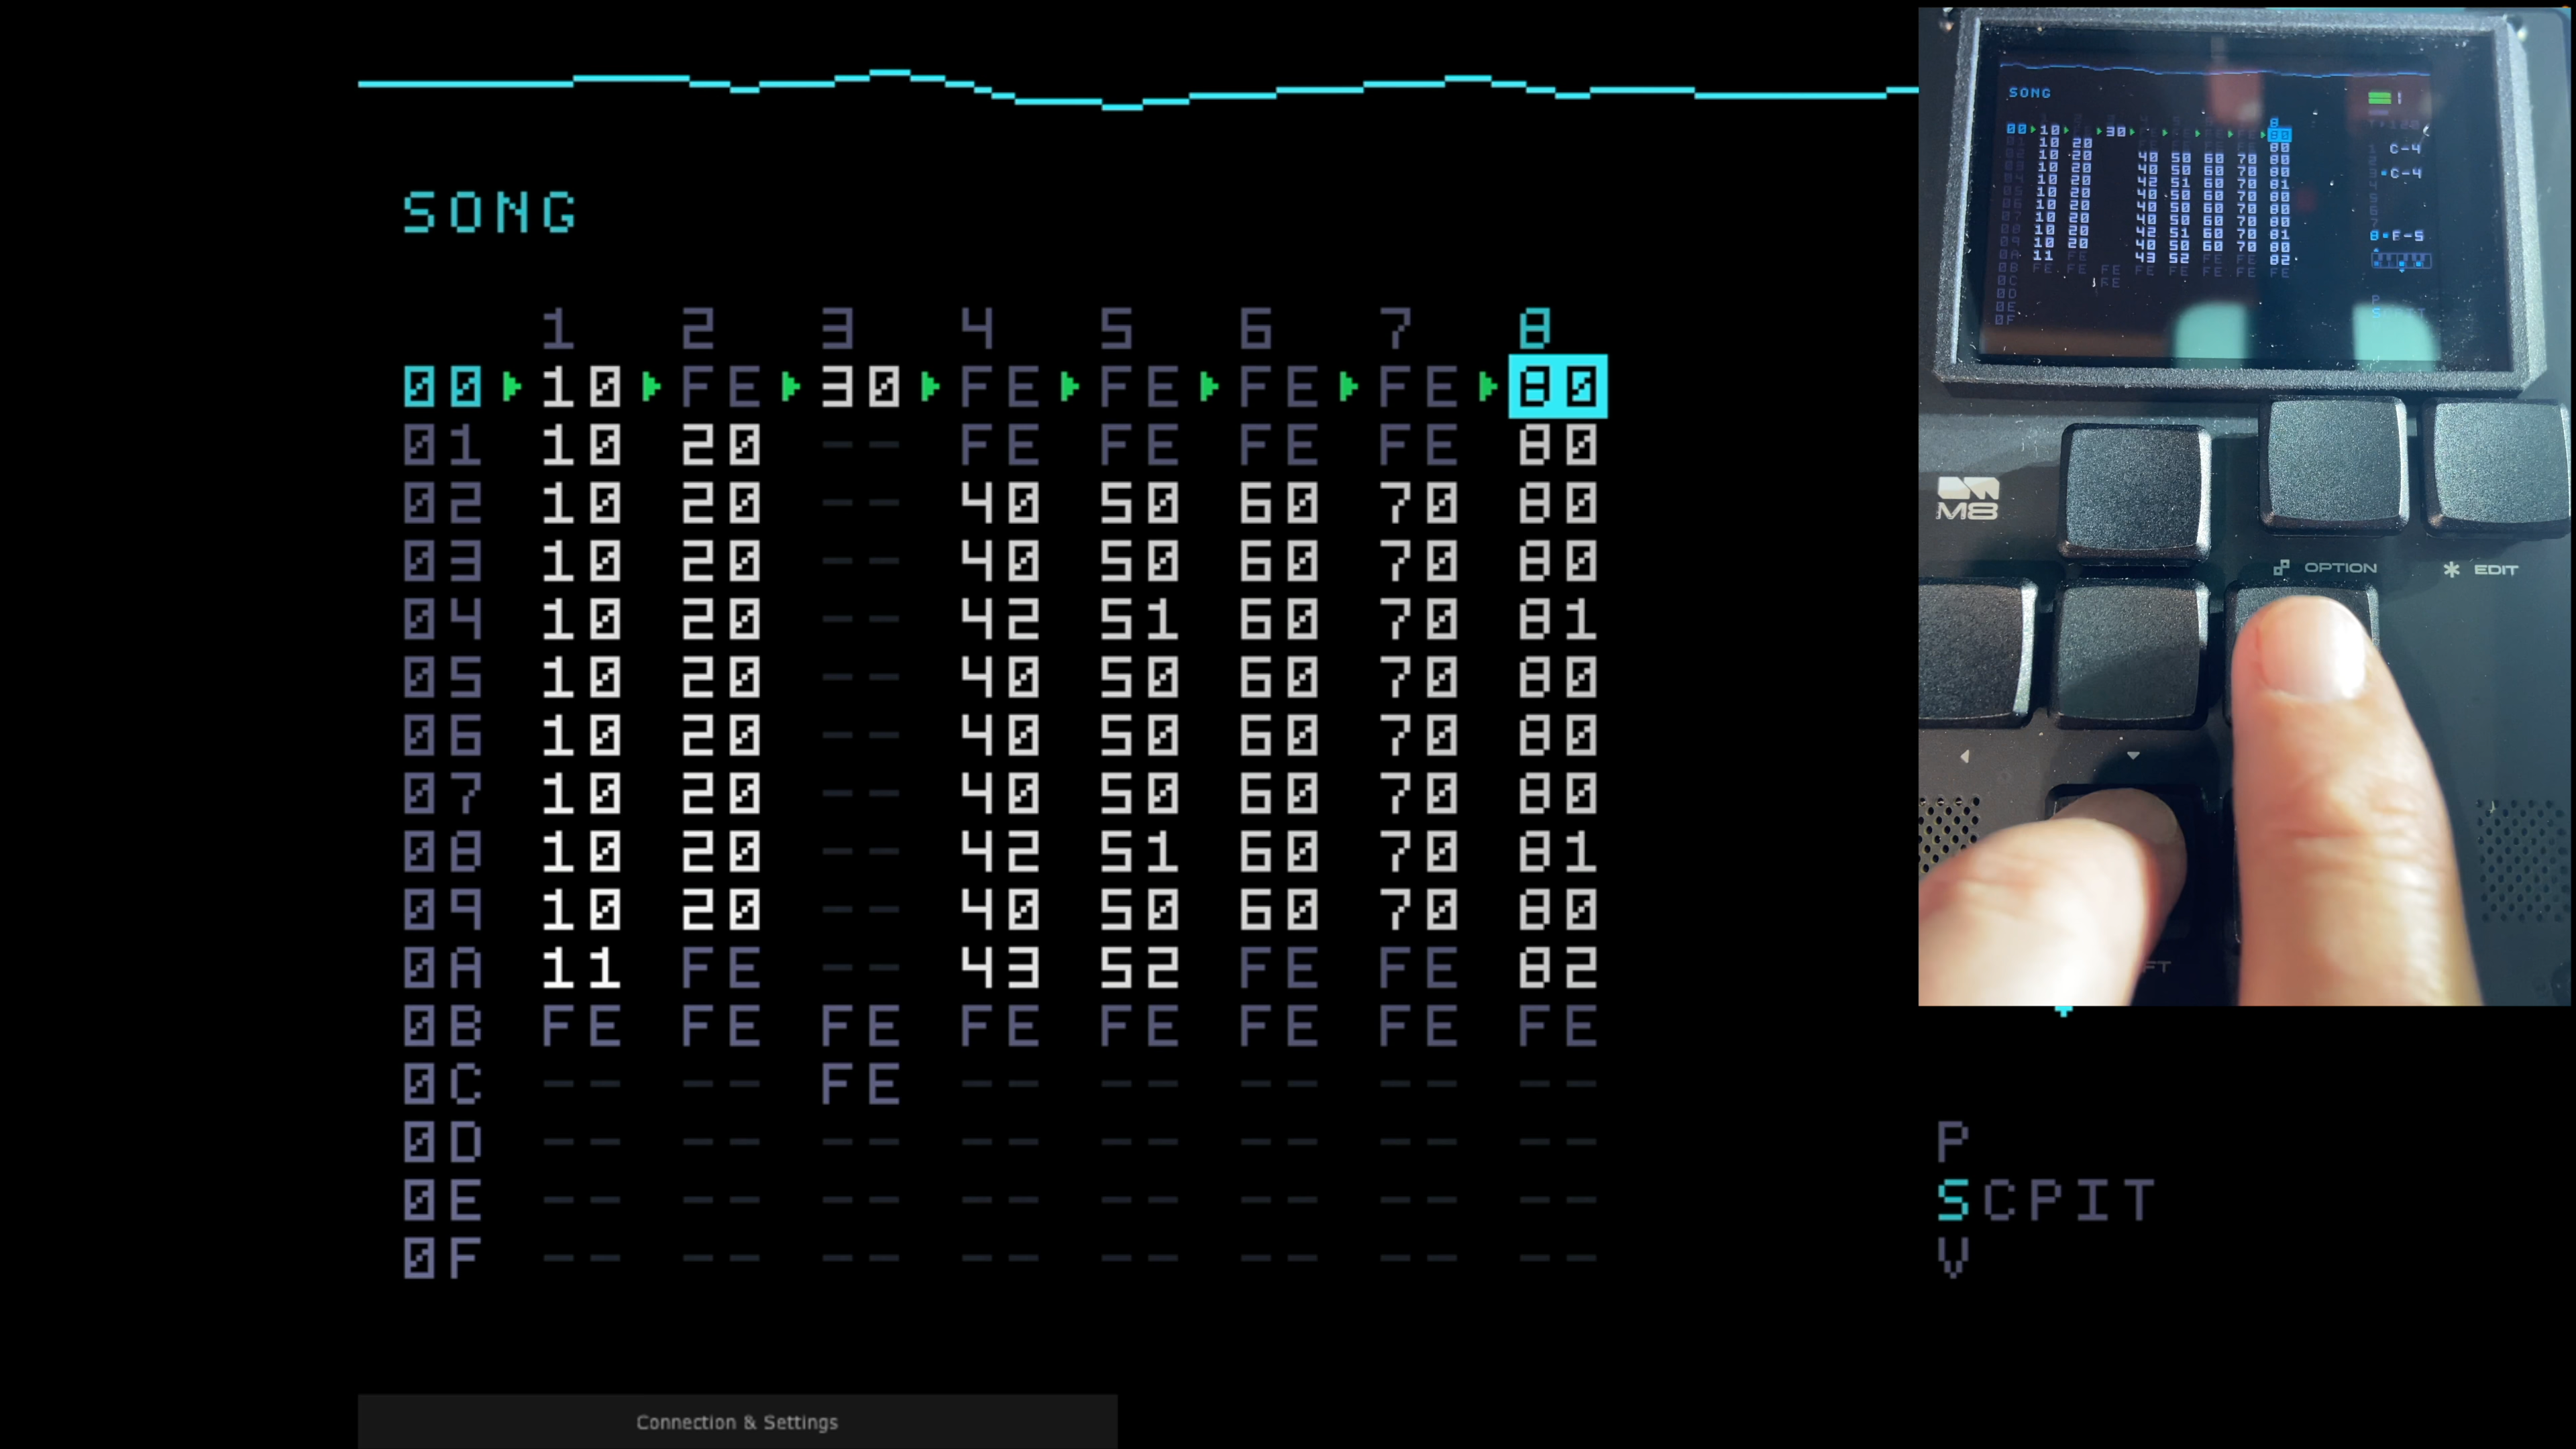 SONG
1 2 3 4 5 6 7 8
00 10 FE 30 FE FE FE FE 80
01 10 20 -- FE FE FE FE 80
02 10 20 -- 40 50 60 70 80
03 10 20 -- 40 50 60 70 80
04 10 20 -- 42 51 60 70 81
05 10 20 -- 40 50 60 70 80
06 10 20 -- 40 50 60 70 80
07 10 20 -- 40 50 60 70 80
08 10 20 -- 42 51 60 70 81
09 10 20 -- 40 50 60 70 80
0A 11 FE -- 43 52 FE FE 82
0B FE FE FE FE FE FE FE FE
0C -- -- FE -- -- -- -- --
0D -- -- -- -- -- -- -- --
0E -- -- -- -- -- -- -- --
0F -- -- -- -- -- -- -- --
P
SCPIT
V
Connection & Settings
SONG
C-4
C-4
M8
OPTION
EDIT